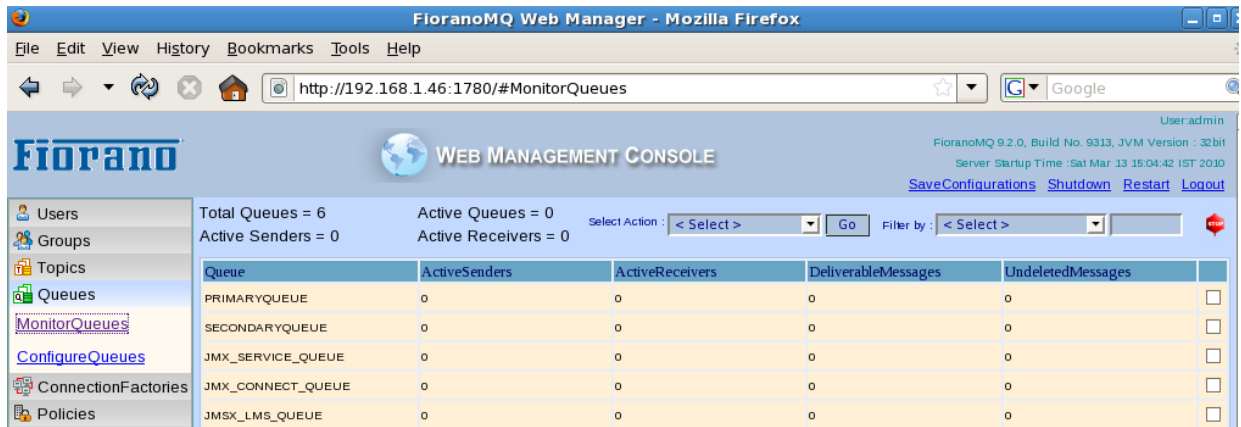 FioranoMQ Web Manager - Mozilla Firefox
File Edit View History Bookmarks Tools Help
http://192.168.1.46:1780/#MonitorQueues
G Google
User:admin
Fiorano
WEB MANAGEMENT CONSOLE
FioranoMQ 9.2.0, Build No. 9313, JVM Version : 32bit
Server Startup Time :Sat Mar 13 15:04:42 IST 2010
SaveConfigurations Shutdown Restart Logout
Users
Groups
Topics
Queues
MonitorQueues
ConfigureQueues
ConnectionFactories
Policies
Total Queues = 6 Active Queues = 0
Active Senders = 0 Active Receivers = 0
Select Action : < Select > Go Filter by : < Select > STOP
Queue ActiveSenders ActiveReceivers DeliverableMessages UndeletedMessages
PRIMARYQUEUE 0 0 0 0
SECONDARYQUEUE 0 0 0 0
JMX_SERVICE_QUEUE 0 0 0 0
JMX_CONNECT_QUEUE 0 0 0 0
JMSX_LMS_QUEUE 0 0 0 0